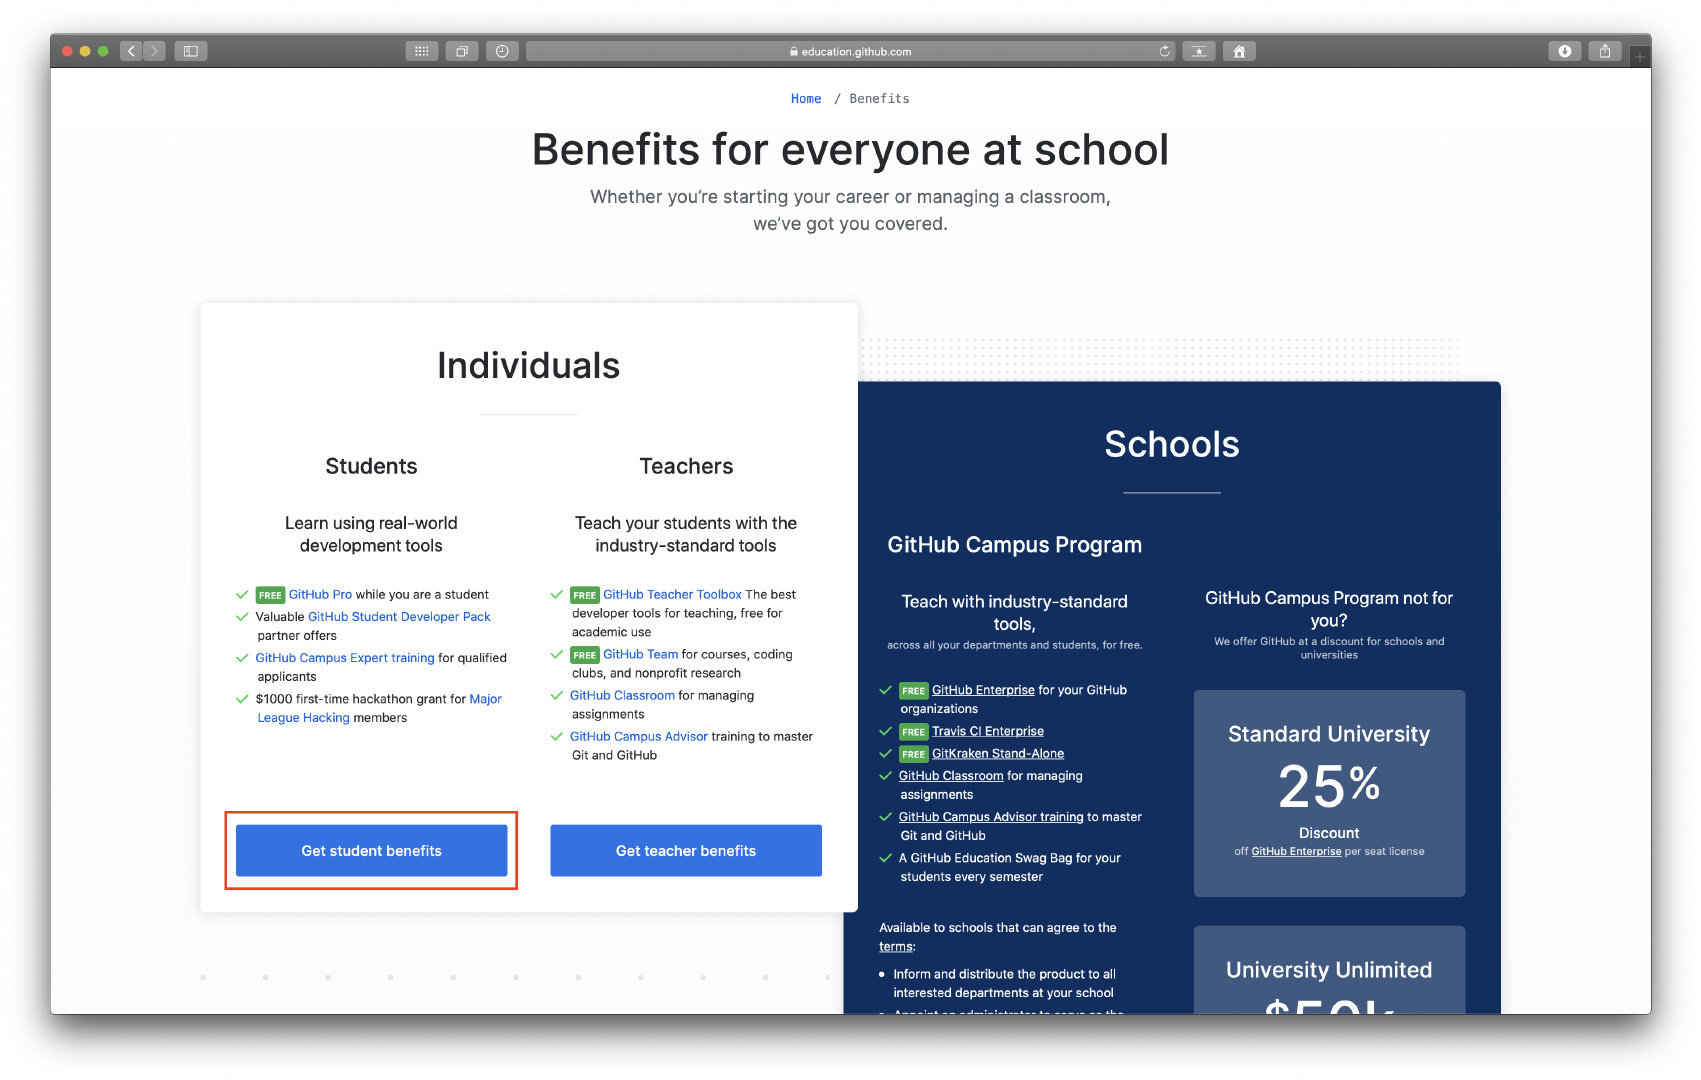 education.github.com
Home / Benefits
Benefits for everyone at school
Whether you’re starting your career or managing a classroom,
we’ve got you covered.
Individuals
Students
Learn using real-world
development tools
FREE GitHub Pro while you are a student
Valuable GitHub Student Developer Pack
partner offers
GitHub Campus Expert training for qualified
applicants
$1000 first-time hackathon grant for Major
League Hacking members
Get student benefits
Teachers
Teach your students with the
industry-standard tools
FREE GitHub Teacher Toolbox The best
developer tools for teaching, free for
academic use
FREE GitHub Team for courses, coding
clubs, and nonprofit research
GitHub Classroom for managing
assignments
GitHub Campus Advisor training to master
Git and GitHub
Get teacher benefits
Schools
GitHub Campus Program
Teach with industry-standard
tools,
across all your departments and students, for free.
FREE GitHub Enterprise for your GitHub
organizations
FREE Travis CI Enterprise
FREE GitKraken Stand-Alone
GitHub Classroom for managing
assignments
GitHub Campus Advisor training to master
Git and GitHub
A GitHub Education Swag Bag for your
students every semester
Available to schools that can agree to the
terms:
Inform and distribute the product to all
interested departments at your school
Appoint an administrator to serve as the
GitHub Campus Program not for
you?
We offer GitHub at a discount for schools and
universities
Standard University
25%
Discount
off GitHub Enterprise per seat license
University Unlimited
$50k